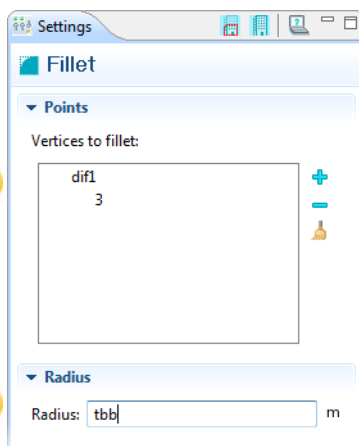 Settings
Fillet
Points
Vertices to fillet:
dif1
3
Radius
Radius: tbb m